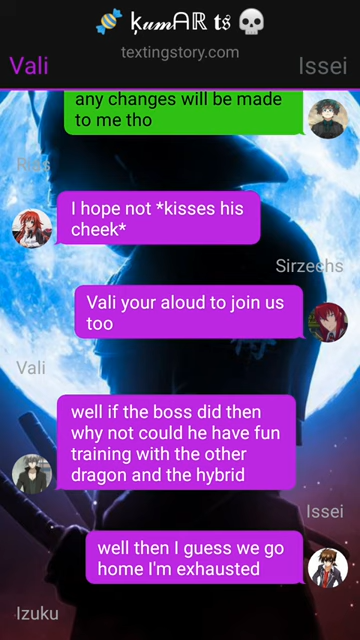 🍬 ķ𝓾𝓶ᗩℝ 𝖙𝔰 💀
textingstory.com
Vali
Issei
any changes will be made
to me tho
Rias
I hope not *kisses his
cheek*
Sirzechs
Vali your aloud to join us
too
Vali
well if the boss did then
why not could he have fun
training with the other
dragon and the hybrid
Issei
well then I guess we go
home I'm exhausted
Izuku